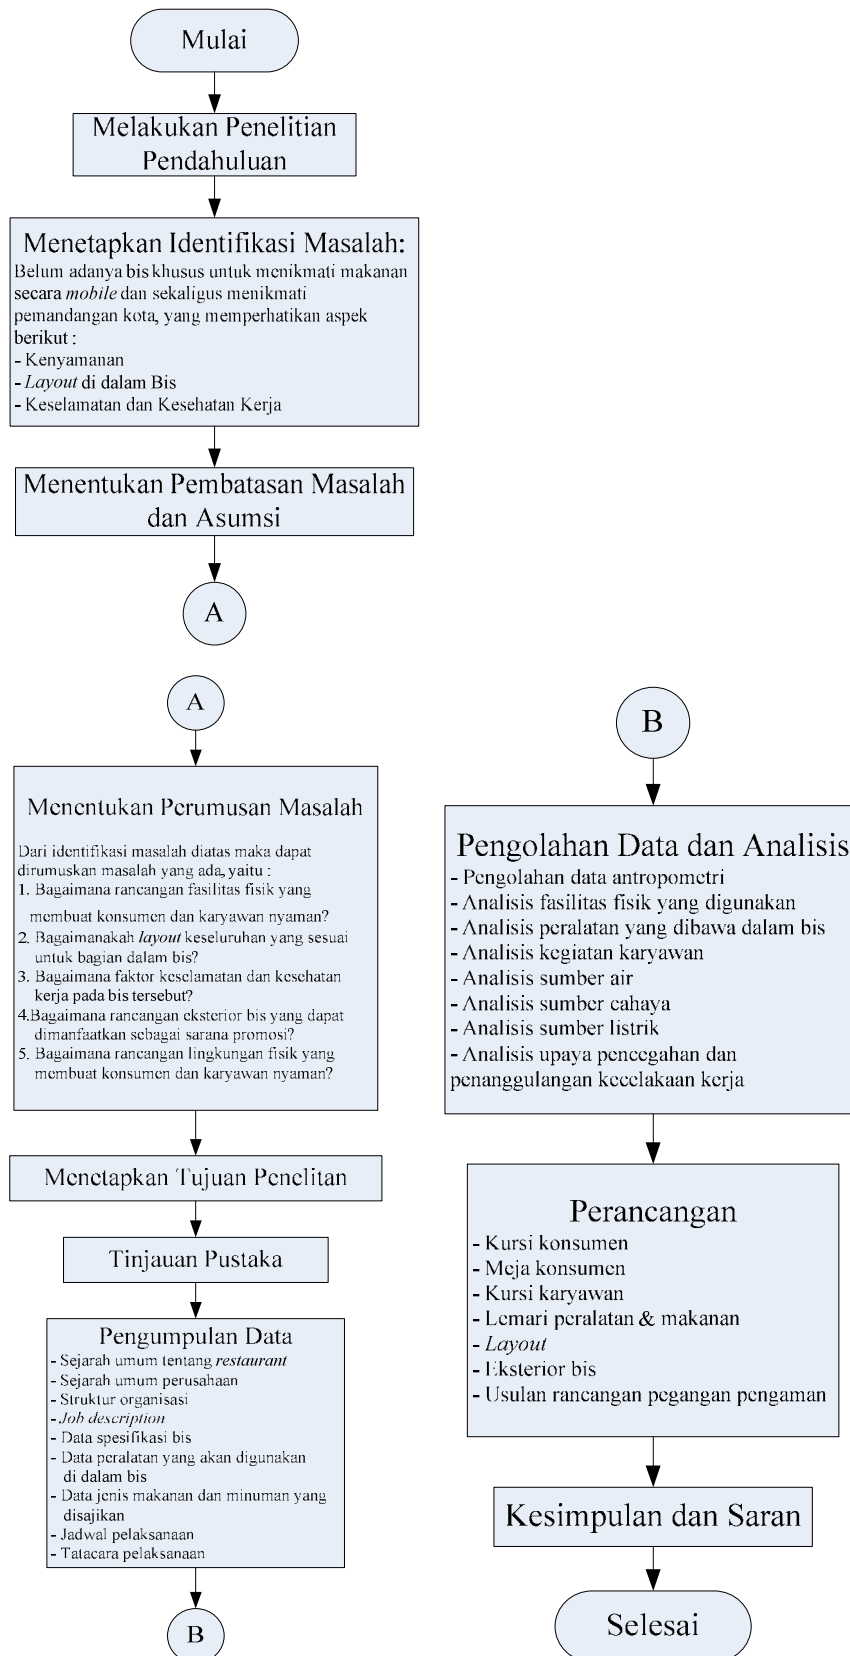 Mulai
Melakukan Penelitian
Pendahuluan
Menetapkan Identifikasi Masalah:
Belum adanya bis khusus untuk menikmati makanan
secara mobile dan sekaligus menikmati
pemandangan kota, yang memperhatikan aspek
berikut :
- Kenyamanan
- Layout di dalam Bis
- Keselamatan dan Kesehatan Kerja
Menentukan Pembatasan Masalah
dan Asumsi
A
A
Menentukan Perumusan Masalah
Dari identifikasi masalah diatas maka dapat
dirumuskan masalah yang ada, yaitu :
1. Bagaimana rancangan fasilitas fisik yang
membuat konsumen dan karyawan nyaman?
2. Bagaimanakah layout keseluruhan yang sesuai
untuk bagian dalam bis?
3. Bagaimana faktor keselamatan dan kesehatan
kerja pada bis tersebut?
4.Bagaimana rancangan eksterior bis yang dapat
dimanfaatkan sebagai sarana promosi?
5. Bagaimana rancangan lingkungan fisik yang
membuat konsumen dan karyawan nyaman?
Menetapkan Tujuan Penelitan
Tinjauan Pustaka
Pengumpulan Data
- Sejarah umum tentang restaurant
- Sejarah umum perusahaan
- Struktur organisasi
- Job description
- Data spesifikasi bis
- Data peralatan yang akan digunakan
di dalam bis
- Data jenis makanan dan minuman yang
disajikan
- Jadwal pelaksanaan
- Tatacara pelaksanaan
B
B
Pengolahan Data dan Analisis
- Pengolahan data antropometri
- Analisis fasilitas fisik yang digunakan
- Analisis peralatan yang dibawa dalam bis
- Analisis kegiatan karyawan
- Analisis sumber air
- Analisis sumber cahaya
- Analisis sumber listrik
- Analisis upaya pencegahan dan
penanggulangan kecelakaan kerja
Perancangan
- Kursi konsumen
- Meja konsumen
- Kursi karyawan
- Lemari peralatan & makanan
- Layout
- Eksterior bis
- Usulan rancangan pegangan pengaman
Kesimpulan dan Saran
Selesai